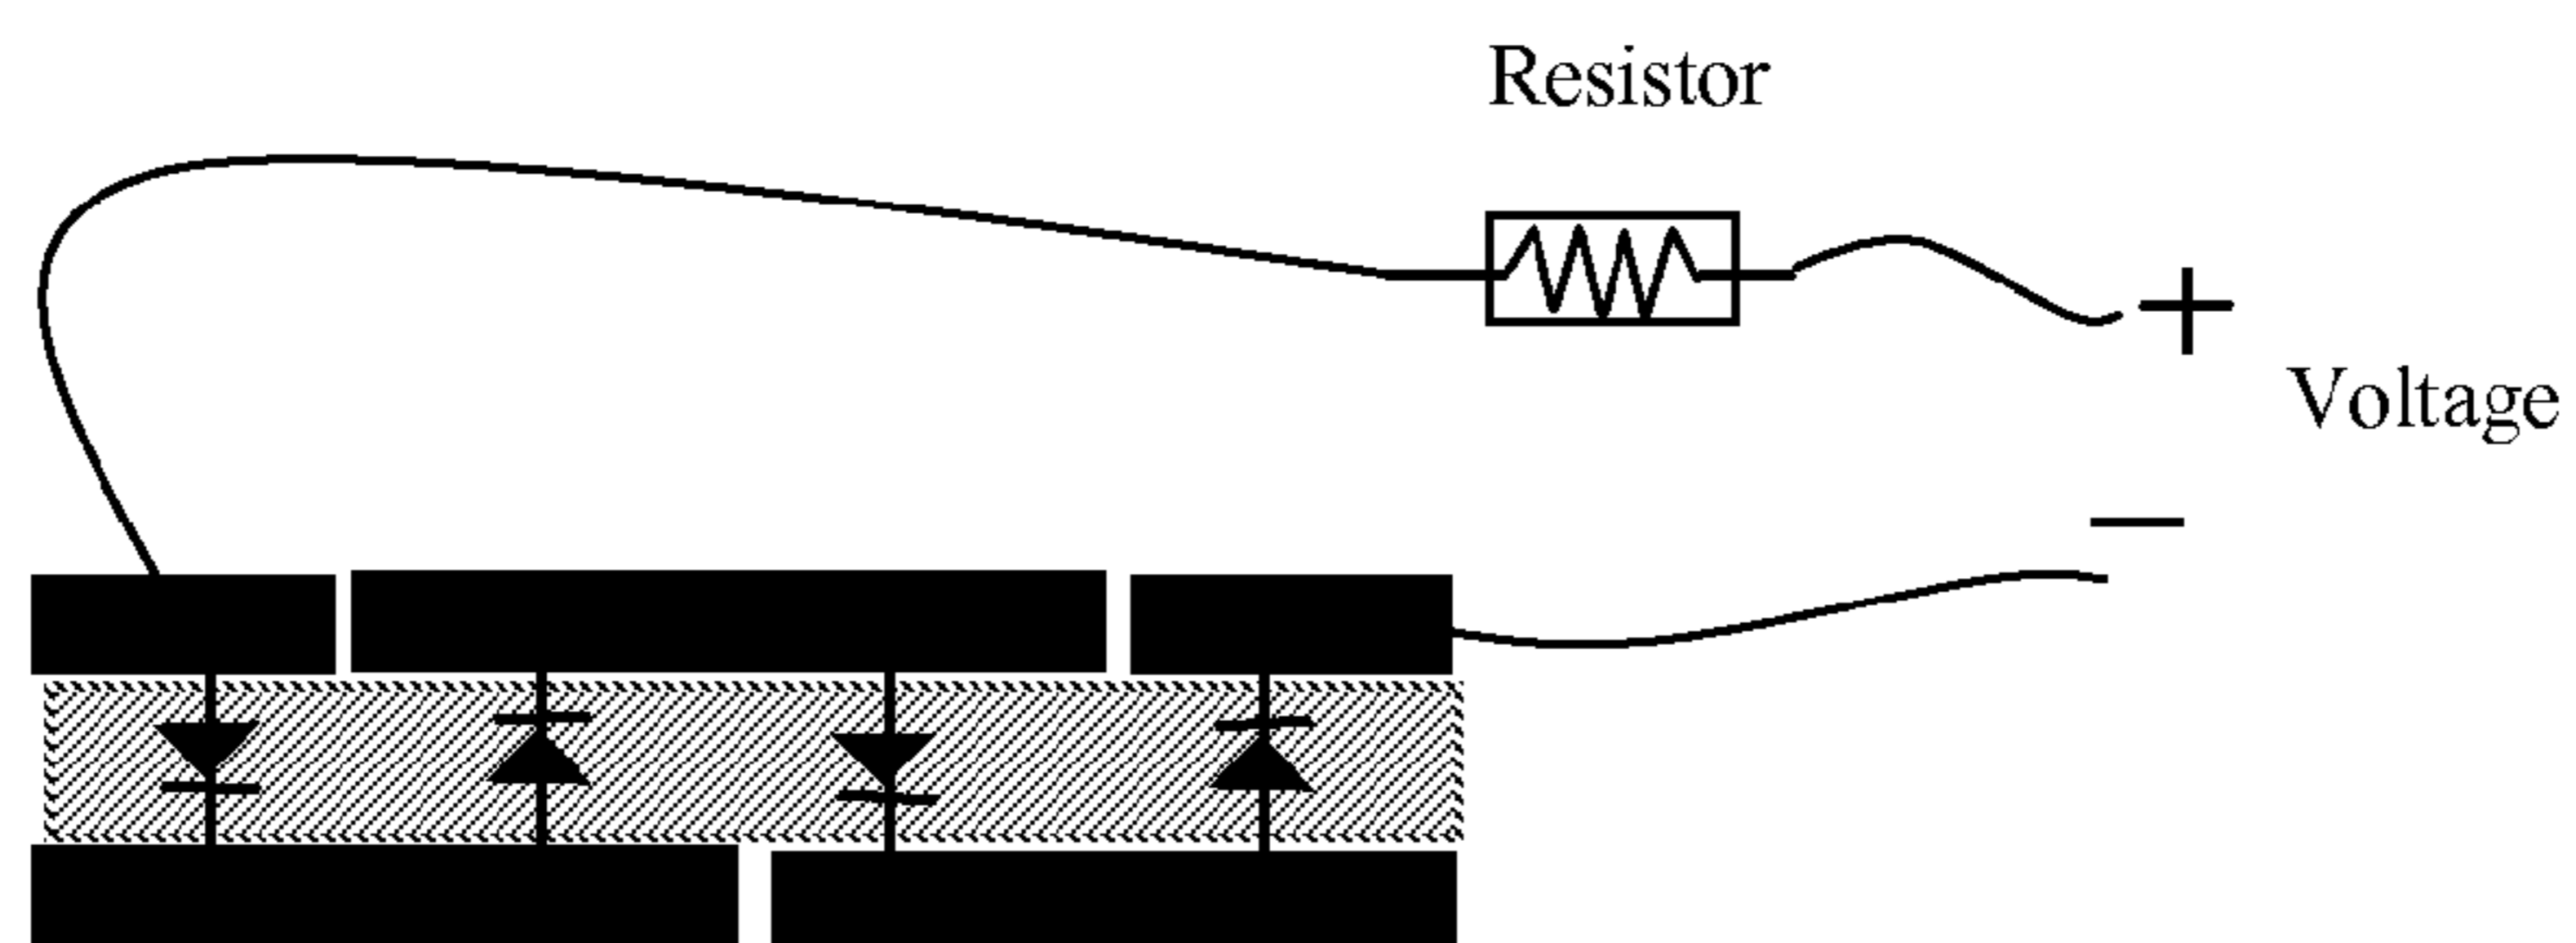 Resistor
+
Voltage
—